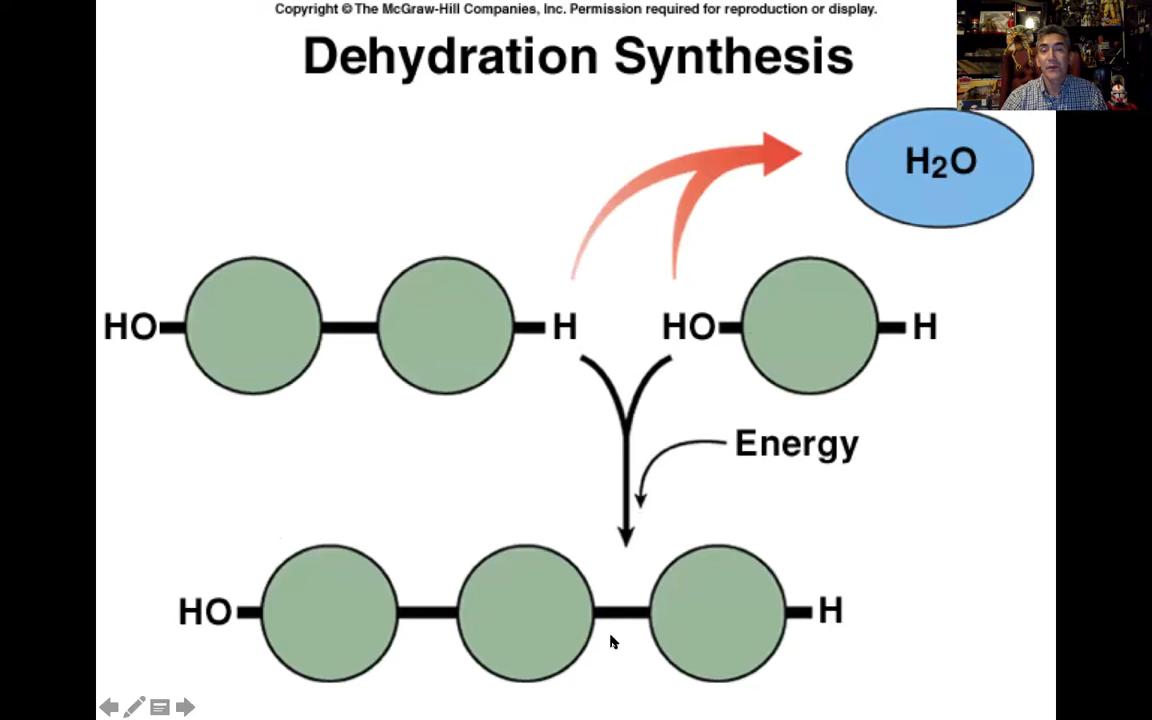 Copyright © The McGraw-Hill Companies, Inc. Permission required for reproduction or display.
Dehydration Synthesis
H2O
HO H HO H
Energy
HO H